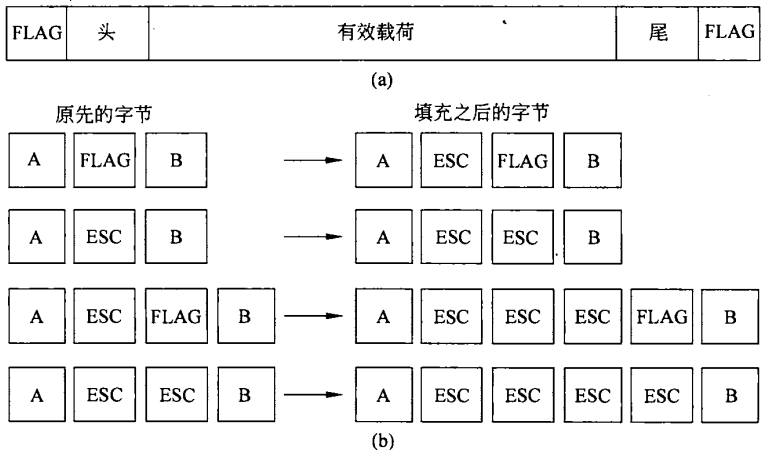 FLAG 头 有效载荷 尾 FLAG
(a)
原先的字节 填充之后的字节
A FLAG B A ESC FLAG B
A ESC B A ESC ESC B
A ESC FLAG B A ESC ESC ESC FLAG B
A ESC ESC B A ESC ESC ESC ESC B
(b)